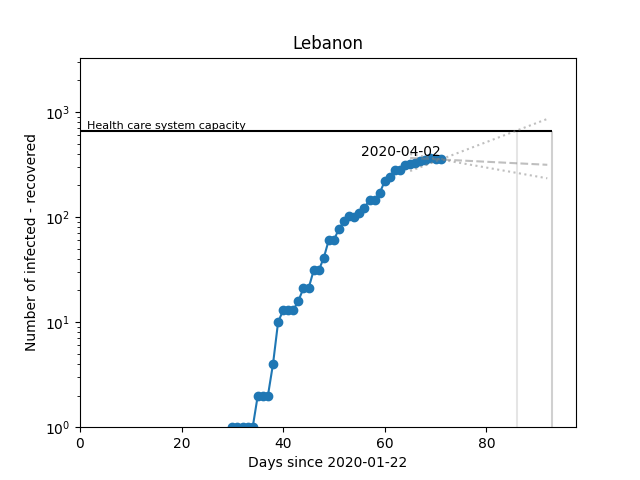 Lebanon
Number of infected - recovered
10³
10²
10¹
10⁰
Health care system capacity
2020-04-02
0 20 40 60 80
Days since 2020-01-22